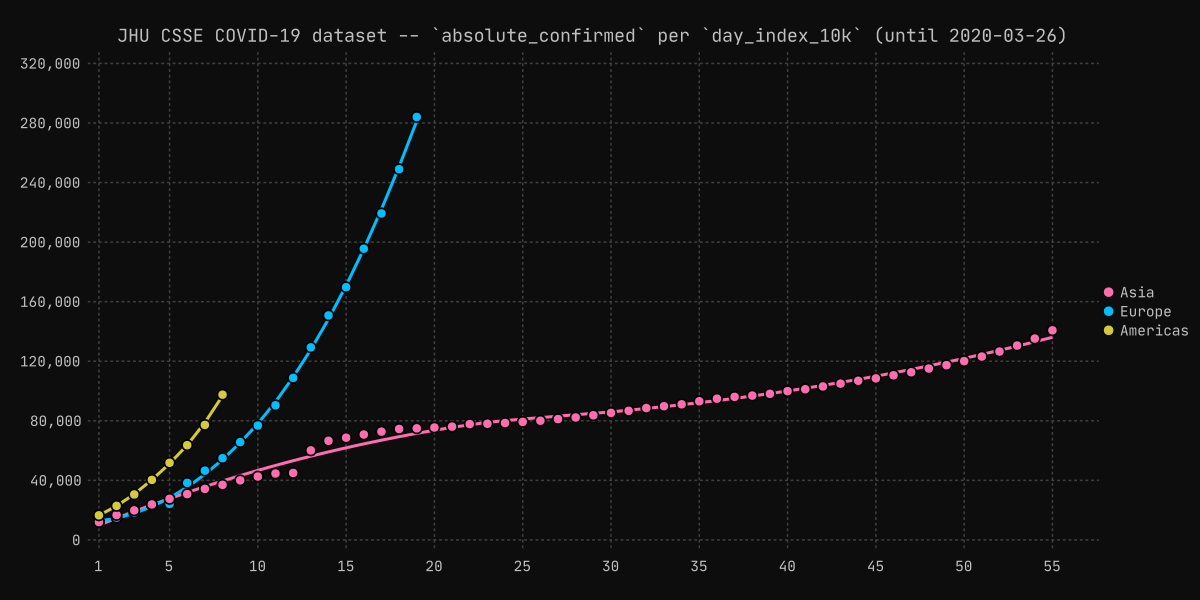 JHU CSSE COVID-19 dataset -- `absolute_confirmed` per `day_index_10k` (until 2020-03-26)
320,000
280,000
240,000
200,000
160,000
120,000
80,000
40,000
0
1 5 10 15 20 25 30 35 40 45 50 55
Asia
Europe
Americas